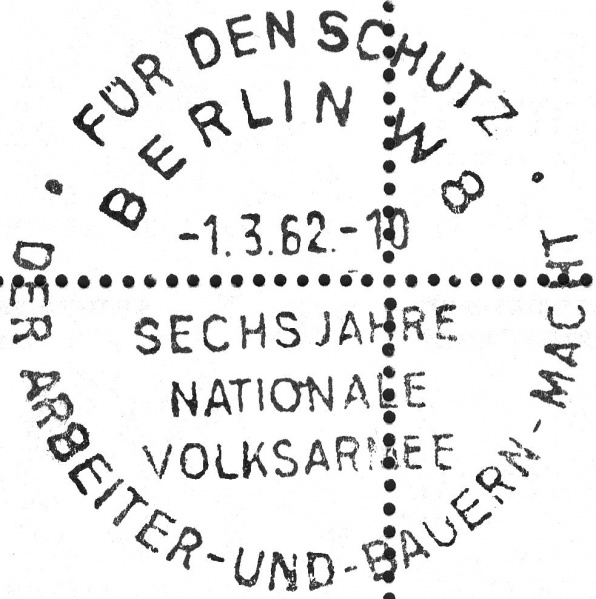 FÜR DEN SCHUTZ
BERLIN W 8
-1.3.62.-10
SECHS JAHRE
NATIONALE
VOLKSARMEE
DER ARBEITER-UND-BAUERN-MACHT